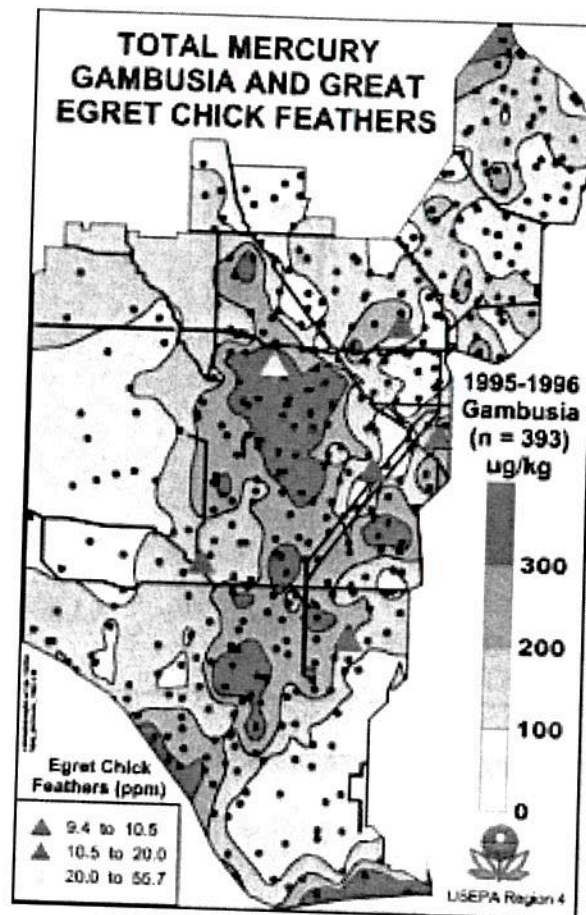 TOTAL MERCURY
GAMBUSIA AND GREAT
EGRET CHICK FEATHERS
1995-1996
Gambusia
(n = 393)
µg/kg
300
200
100
0
Egret Chick
Feathers (ppm)
9.4 to 10.5
10.5 to 20.0
20.0 to 55.7
USEPA Region 4